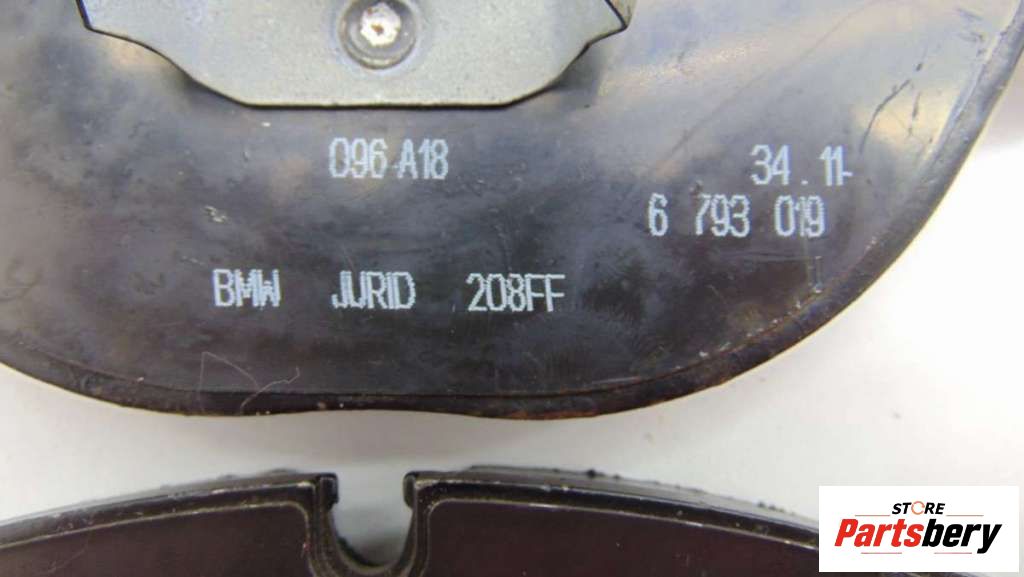 096 A18
34.11-
6 793 019
BMW JURID 208FF
STORE
Partsbery